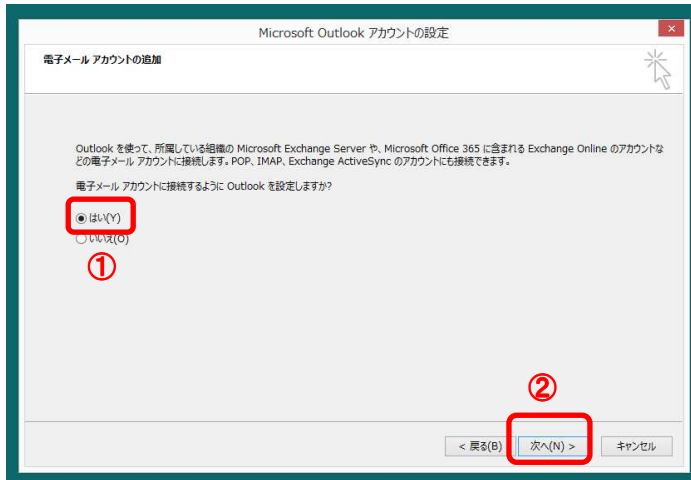 Microsoft Outlook アカウントの設定
電子メール アカウントの追加
Outlook を使って、所属している組織の Microsoft Exchange Server や、Microsoft Office 365 に含まれる Exchange Online のアカウントな
どの電子メール アカウントに接続します。POP、IMAP、Exchange ActiveSync のアカウントにも接続できます。
電子メール アカウントに接続するように Outlook を設定しますか?
はい(Y)
いいえ(O)
①
②
< 戻る(B) 次へ(N) > キャンセル